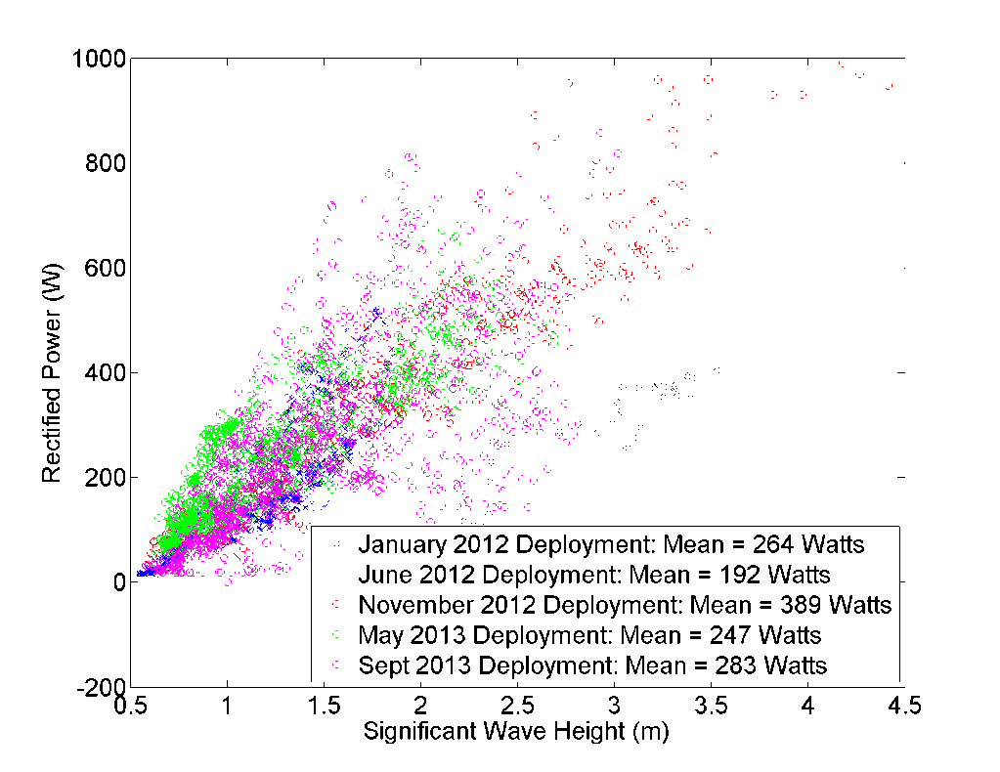 1000
800
600
400
200
0
-200
Rectified Power (W)
January 2012 Deployment: Mean = 264 Watts
June 2012 Deployment: Mean = 192 Watts
November 2012 Deployment: Mean = 389 Watts
May 2013 Deployment: Mean = 247 Watts
Sept 2013 Deployment: Mean = 283 Watts
0.5 1 1.5 2 2.5 3 3.5 4 4.5
Significant Wave Height (m)